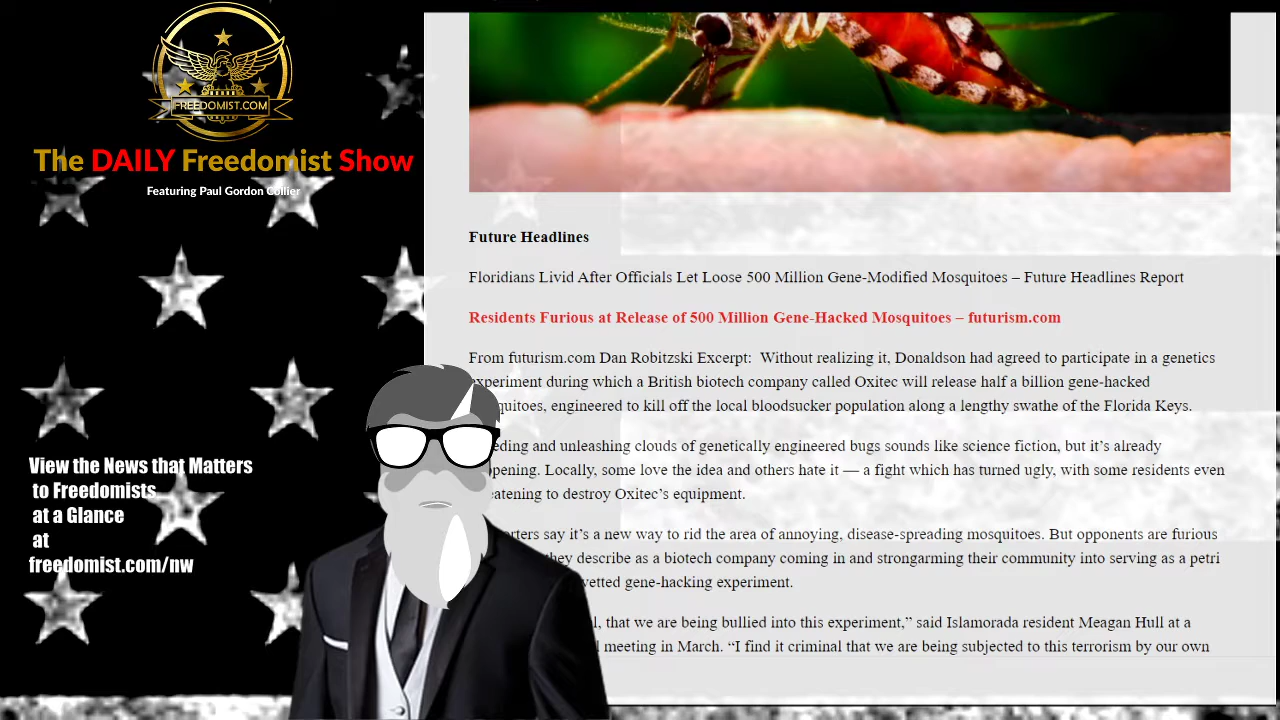 FREEDOMIST.COM
The DAILY Freedomist Show
Featuring Paul Gordon Collier
View the News that Matters
to Freedomists
at a Glance
at
freedomist.com/nw
Future Headlines
Floridians Livid After Officials Let Loose 500 Million Gene-Modified Mosquitoes – Future Headlines Report
Residents Furious at Release of 500 Million Gene-Hacked Mosquitoes – futurism.com
From futurism.com Dan Robitzski Excerpt: Without realizing it, Donaldson had agreed to participate in a genetics
experiment during which a British biotech company called Oxitec will release half a billion gene-hacked
quitoes, engineered to kill off the local bloodsucker population along a lengthy swathe of the Florida Keys.
eding and unleashing clouds of genetically engineered bugs sounds like science fiction, but it’s already
pening. Locally, some love the idea and others hate it — a fight which has turned ugly, with some residents even
eatening to destroy Oxitec’s equipment.
rters say it’s a new way to rid the area of annoying, disease-spreading mosquitoes. But opponents are furious
they describe as a biotech company coming in and strongarming their community into serving as a petri
vetted gene-hacking experiment.
l, that we are being bullied into this experiment,” said Islamorada resident Meagan Hull at a
l meeting in March. “I find it criminal that we are being subjected to this terrorism by our own